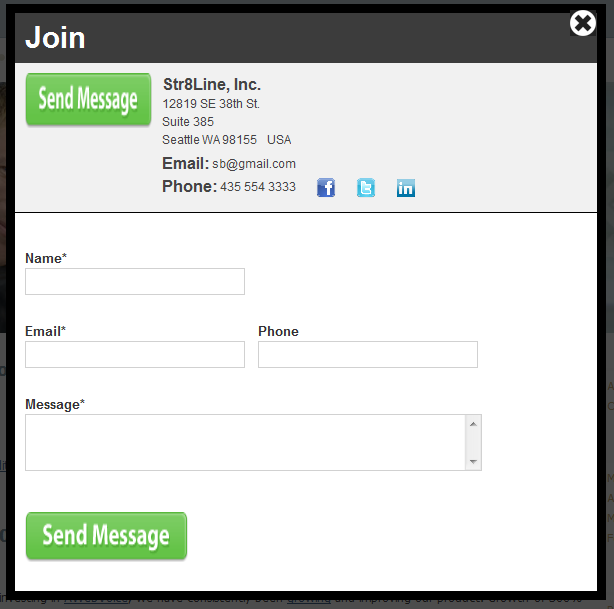 Join
Send Message
Str8Line, Inc.
12819 SE 38th St.
Suite 385
Seattle WA 98155 USA
Email: sb@gmail.com
Phone: 435 554 3333
Name*
Email*
Phone
Message*
Send Message